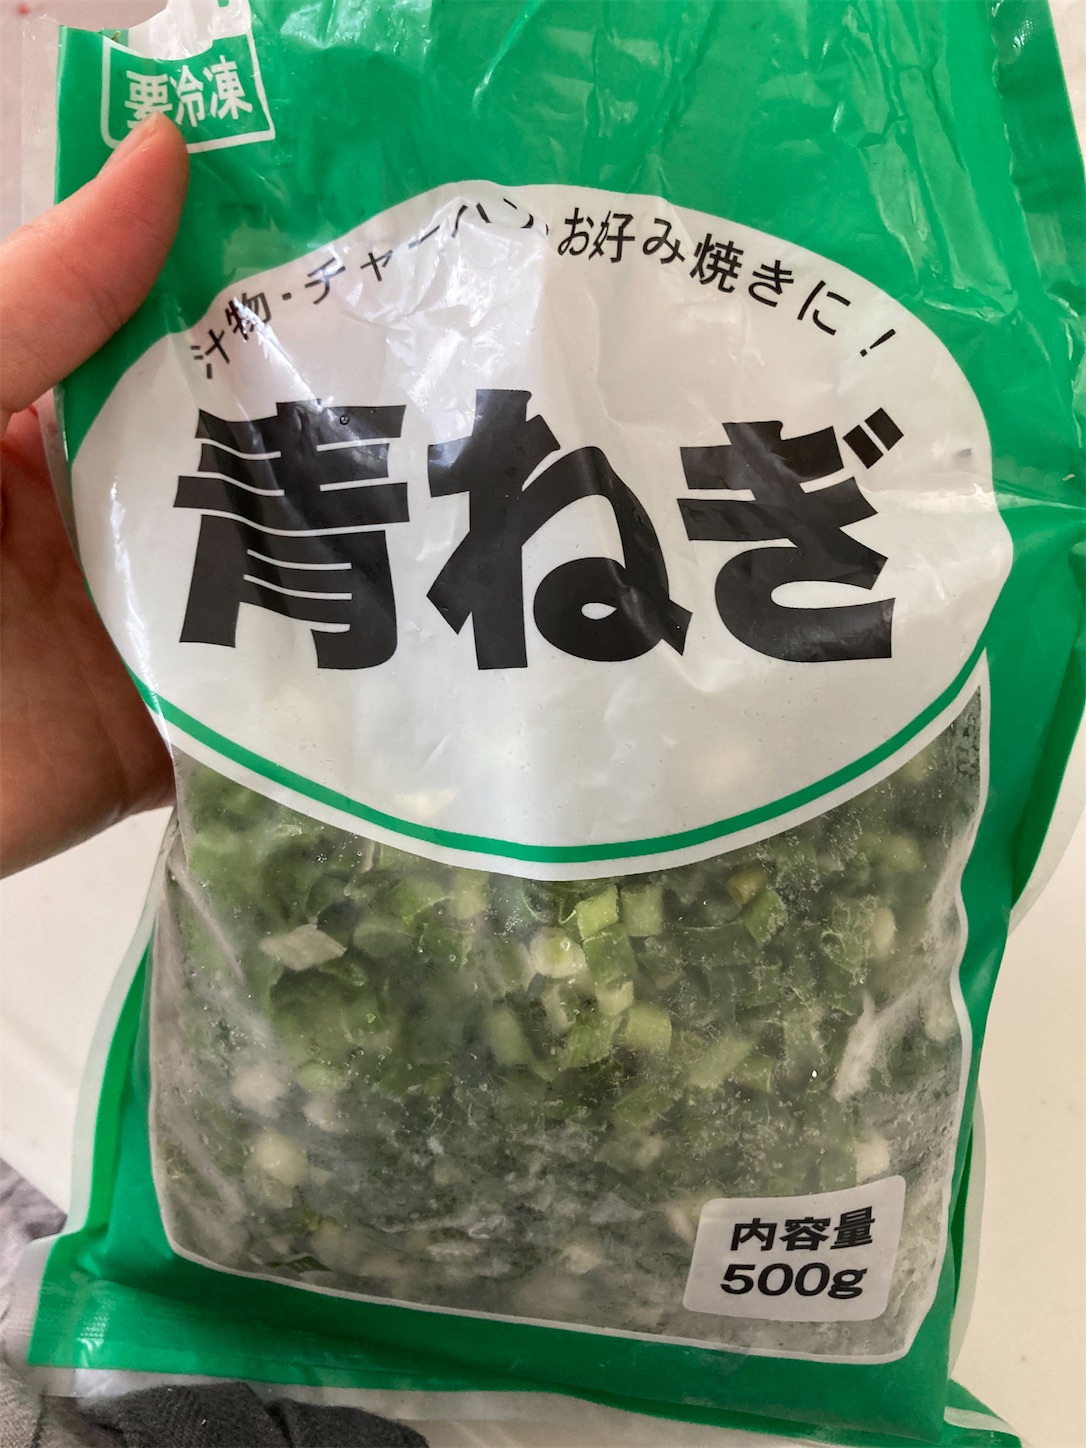 要冷凍
汁物・チャーハン、お好み焼きに！
青ねぎ
内容量
500g